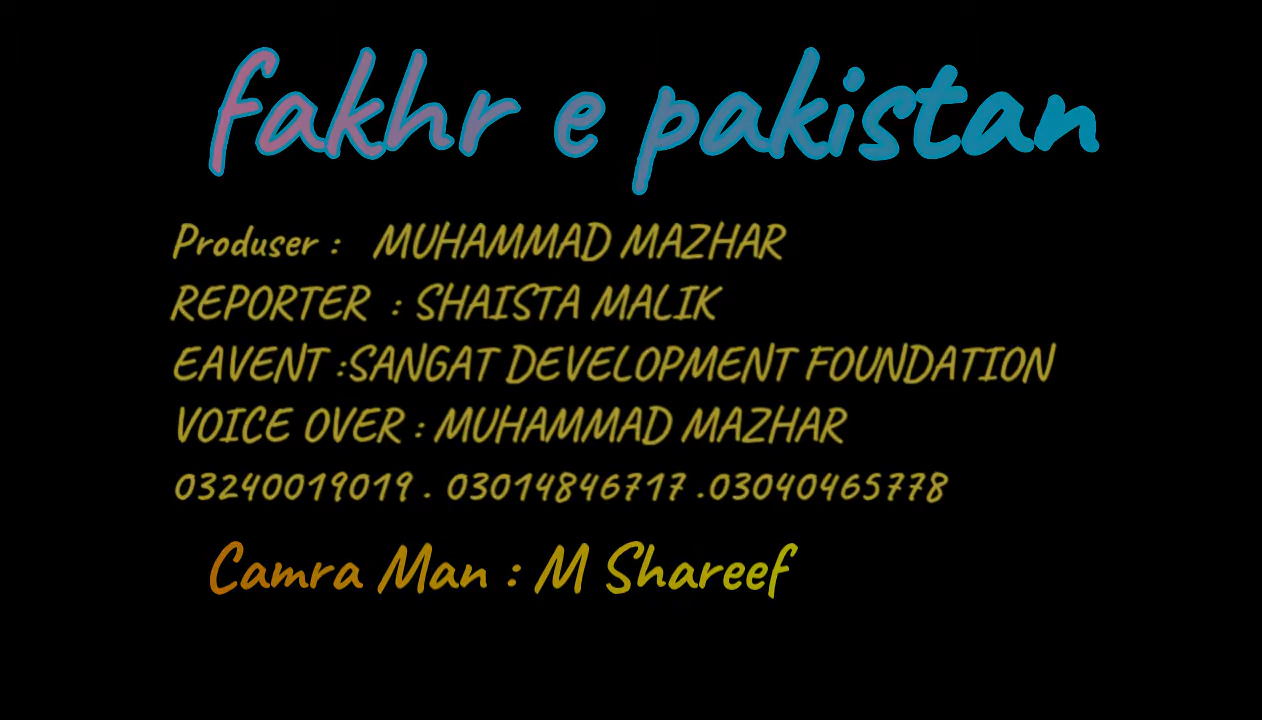 fakhr e pakistan
Produser : MUHAMMAD MAZHAR
REPORTER : SHAISTA MALIK
EAVENT :SANGAT DEVELOPMENT FOUNDATION
VOICE OVER : MUHAMMAD MAZHAR
03240019019 . 03014846717 .03040465778
Camra Man : M Shareef